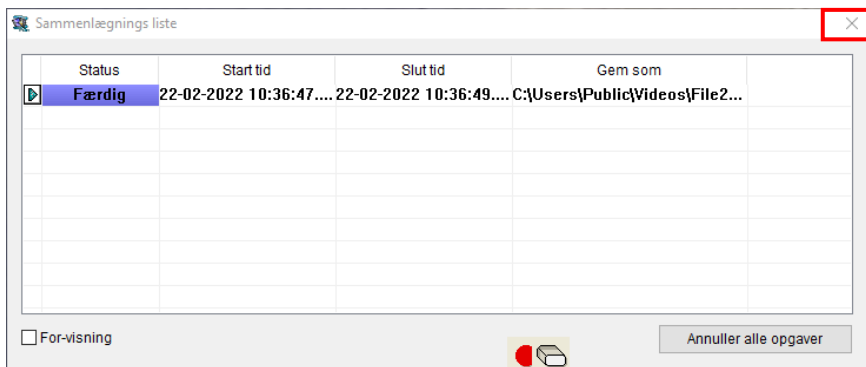 Sammenlægnings liste
Status Start tid Slut tid Gem som
Færdig 22-02-2022 10:36:47.... 22-02-2022 10:36:49.... C:\Users\Public\Videos\File2...
For-visning
Annuller alle opgaver